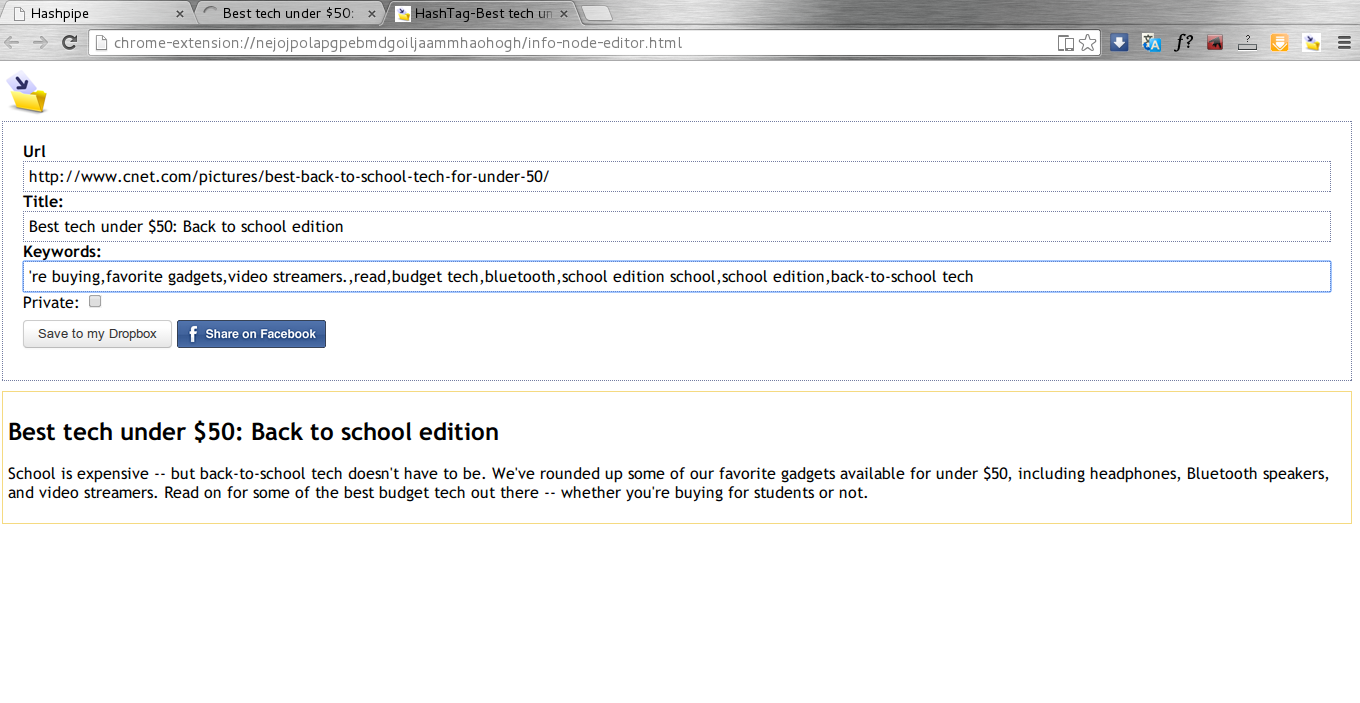 Hashpipe
Best tech under $50:
HashTag-Best tech un
chrome-extension://nejojpolapgpebmdgoiljaammhaohogh/info-node-editor.html
f?
Url
http://www.cnet.com/pictures/best-back-to-school-tech-for-under-50/
Title:
Best tech under $50: Back to school edition
Keywords:
're buying,favorite gadgets,video streamers.,read,budget tech,bluetooth,school edition school,school edition,back-to-school tech
Private:
Save to my Dropbox
f Share on Facebook
Best tech under $50: Back to school edition
School is expensive -- but back-to-school tech doesn't have to be. We've rounded up some of our favorite gadgets available for under $50, including headphones, Bluetooth speakers,
and video streamers. Read on for some of the best budget tech out there -- whether you're buying for students or not.